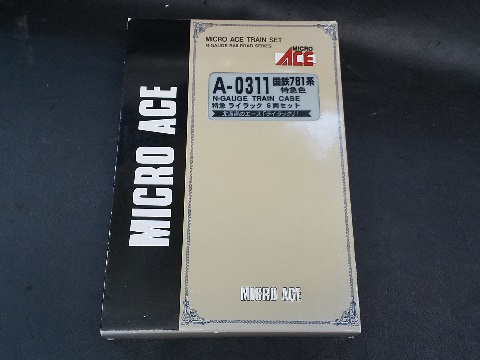 MICRO ACE TRAIN SET
N-GAUGE RAILROAD SERIES
MICRO
ACE
A-0311 国鉄781系
特急色
N-GAUGE TRAIN CASE
特急 ライラック 6両セット
北海道のエース「ライラック」!
MICRO ACE
MICRO ACE